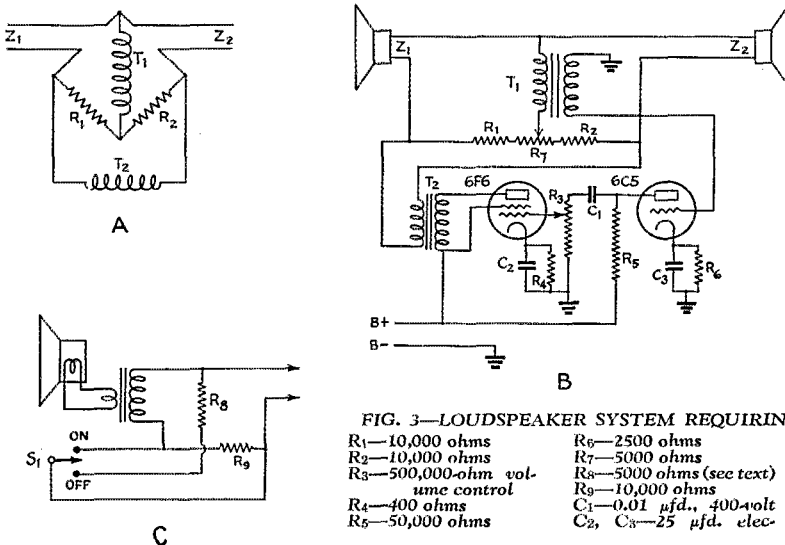 Z1
T1
Z2
R1
R2
T2
A
Z1
Z2
T1
R1
R2
R7
T2
6F6
R3
C1
6C5
C2
R4
R5
C3
R6
B+
B-
B
R8
ON
S1
R9
OFF
C
FIG. 3—LOUDSPEAKER SYSTEM REQUIRIN
R1—10,000 ohms
R2—10,000 ohms
R3—500,000-ohm vol-
ume control
R4—400 ohms
R5—50,000 ohms
R6—2500 ohms
R7—5000 ohms
R8—5000 ohms (see text)
R9—10,000 ohms
C1—0.01 µfd., 400-volt
C2, C3—25 µfd. elec-